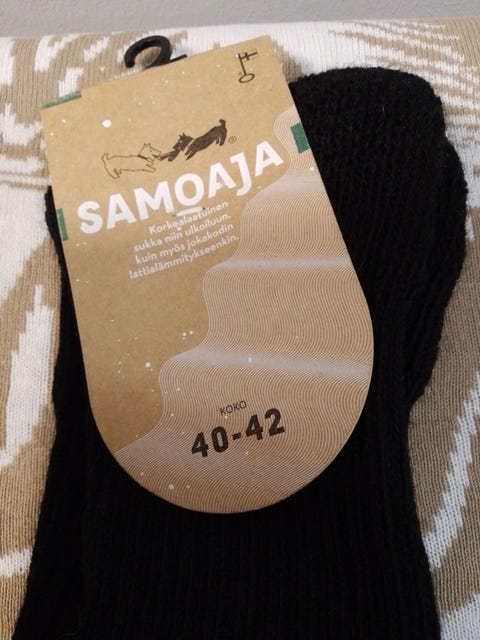 ®
SAMOAJA
Korkealaatuinen
sukka niin ulkoiluun,
kuin myös jokakodin
lattialämmitykseenkin.
KOKO
40-42